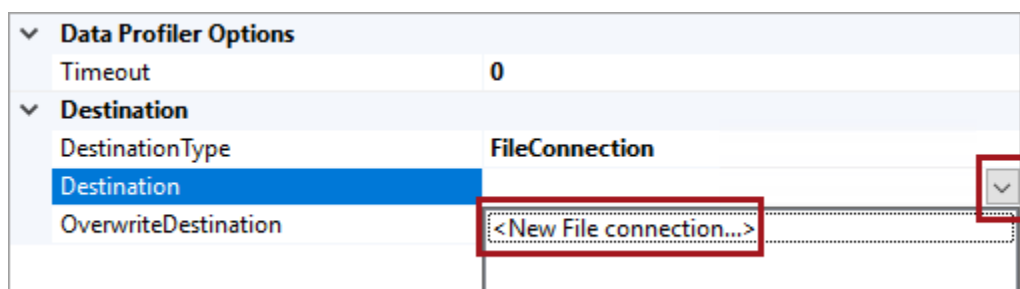 Data Profiler Options
Timeout 0
Destination
DestinationType FileConnection
Destination
OverwriteDestination <New File connection...>